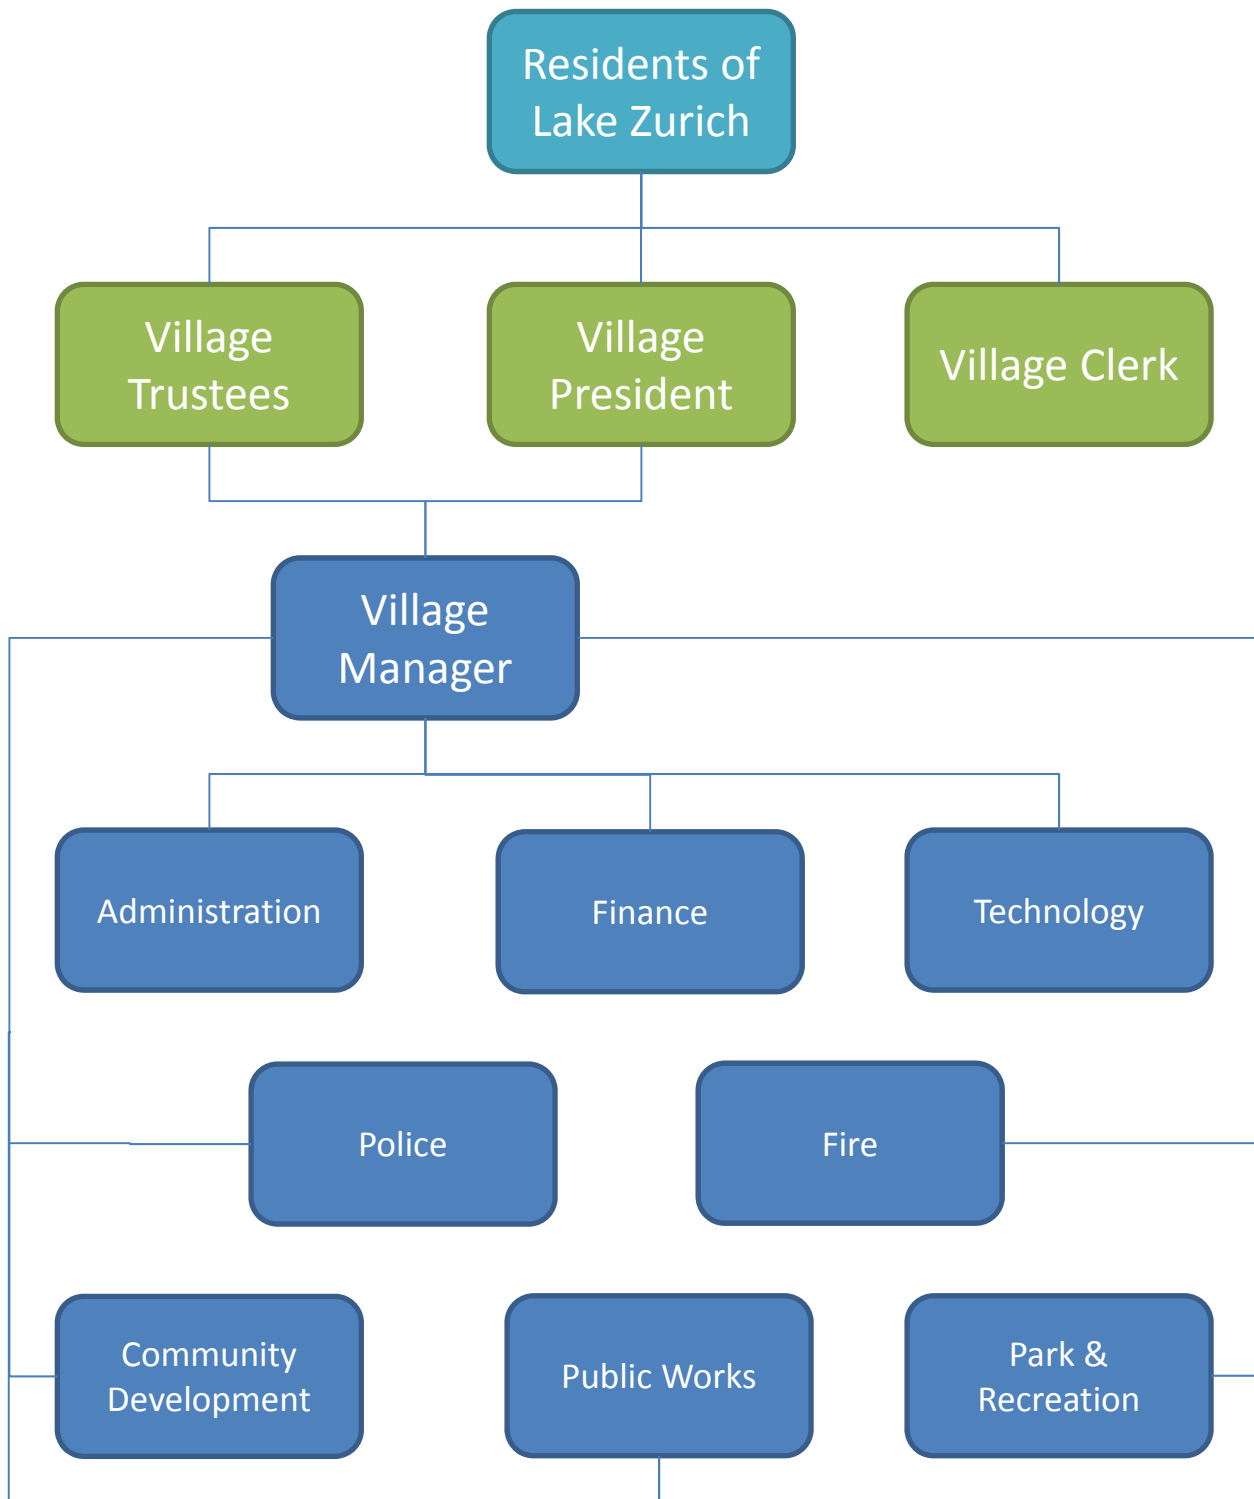 Residents of
Lake Zurich
Village
Trustees
Village
President
Village Clerk
Village
Manager
Administration
Finance
Technology
Police
Fire
Community
Development
Public Works
Park &
Recreation